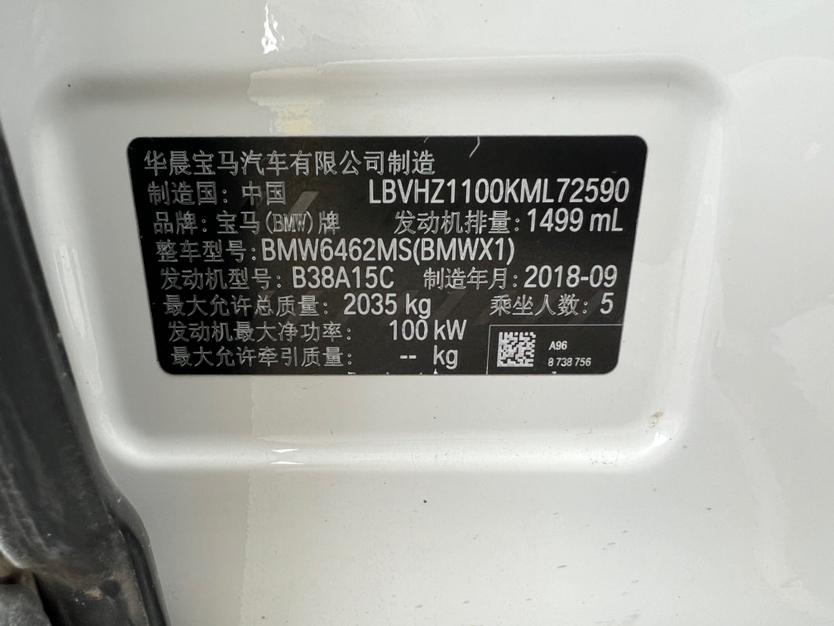 华晨宝马汽车有限公司制造
制造国: 中国 LBVHZ1100KML72590
品牌: 宝马(BMW)牌 发动机排量: 1499 mL
整车型号: BMW6462MS(BMWX1)
发动机型号: B38A15C 制造年月: 2018-09
最大允许总质量: 2035 kg 乘坐人数: 5
发动机最大净功率: 100 kW
最大允许牵引质量: -- kg
A96
8 738 756